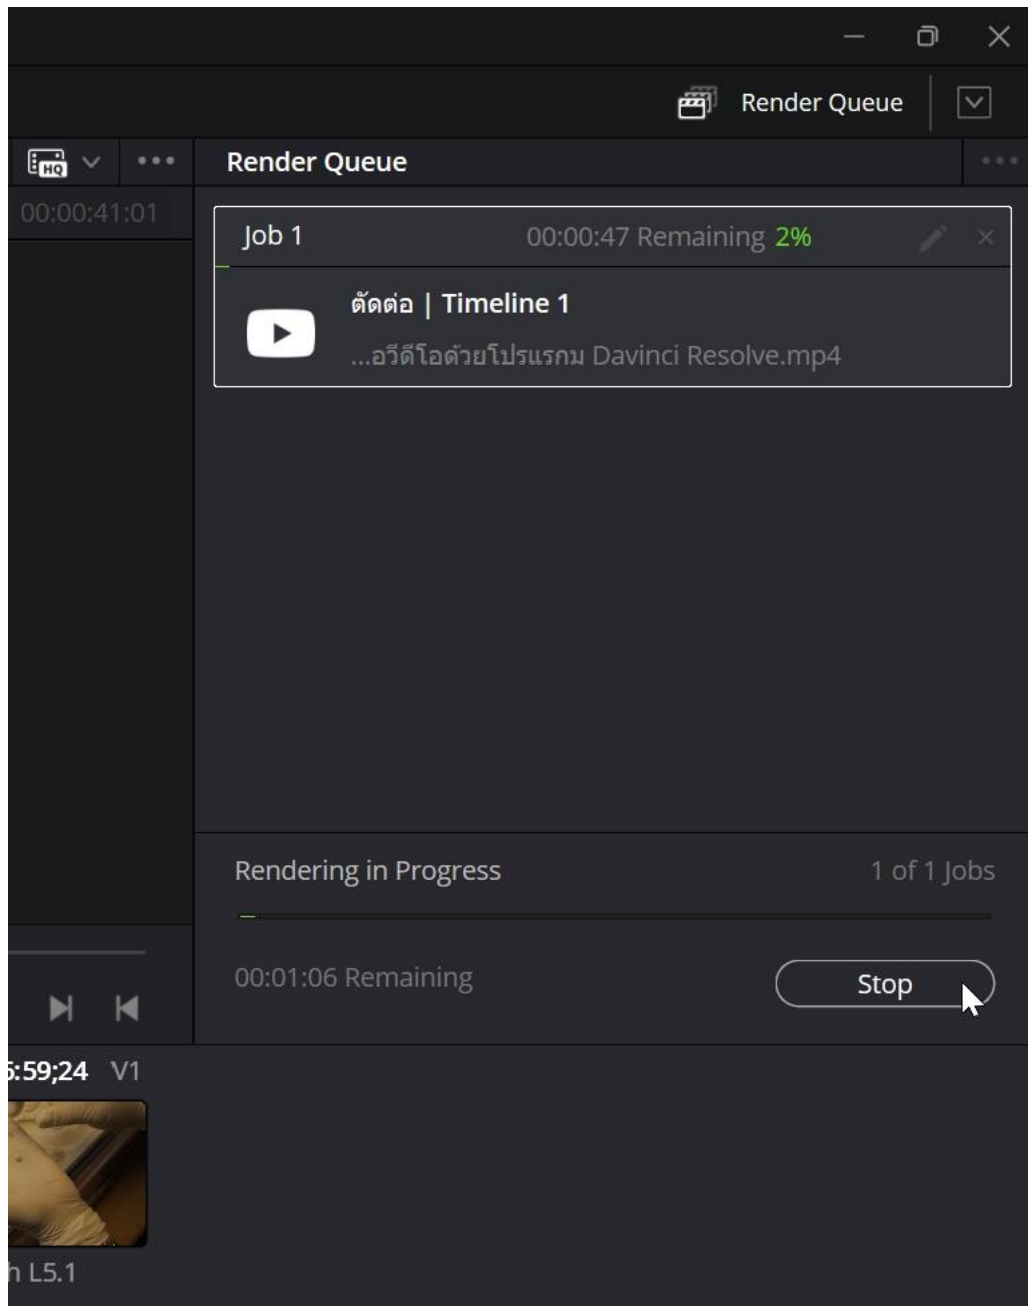 Render Queue
HQ
Render Queue
00:00:41:01
Job 1 00:00:47 Remaining 2%
ตัดต่อ | Timeline 1
...อวีดีโอด้วยโปรแกรม Davinci Resolve.mp4
Rendering in Progress 1 of 1 Jobs
00:01:06 Remaining
Stop
:59;24 V1
h L5.1